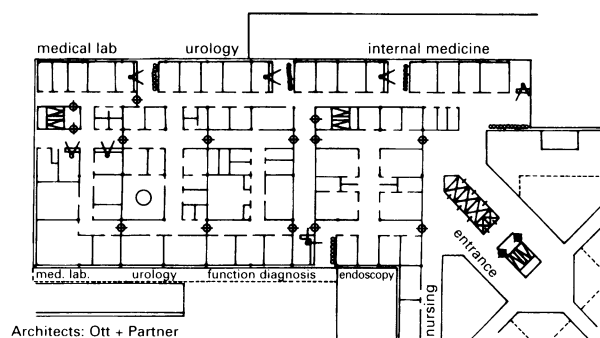 medical lab urology internal medicine
entrance
med. lab. urology function diagnosis endoscopy
nursing
Architects: Ott + Partner